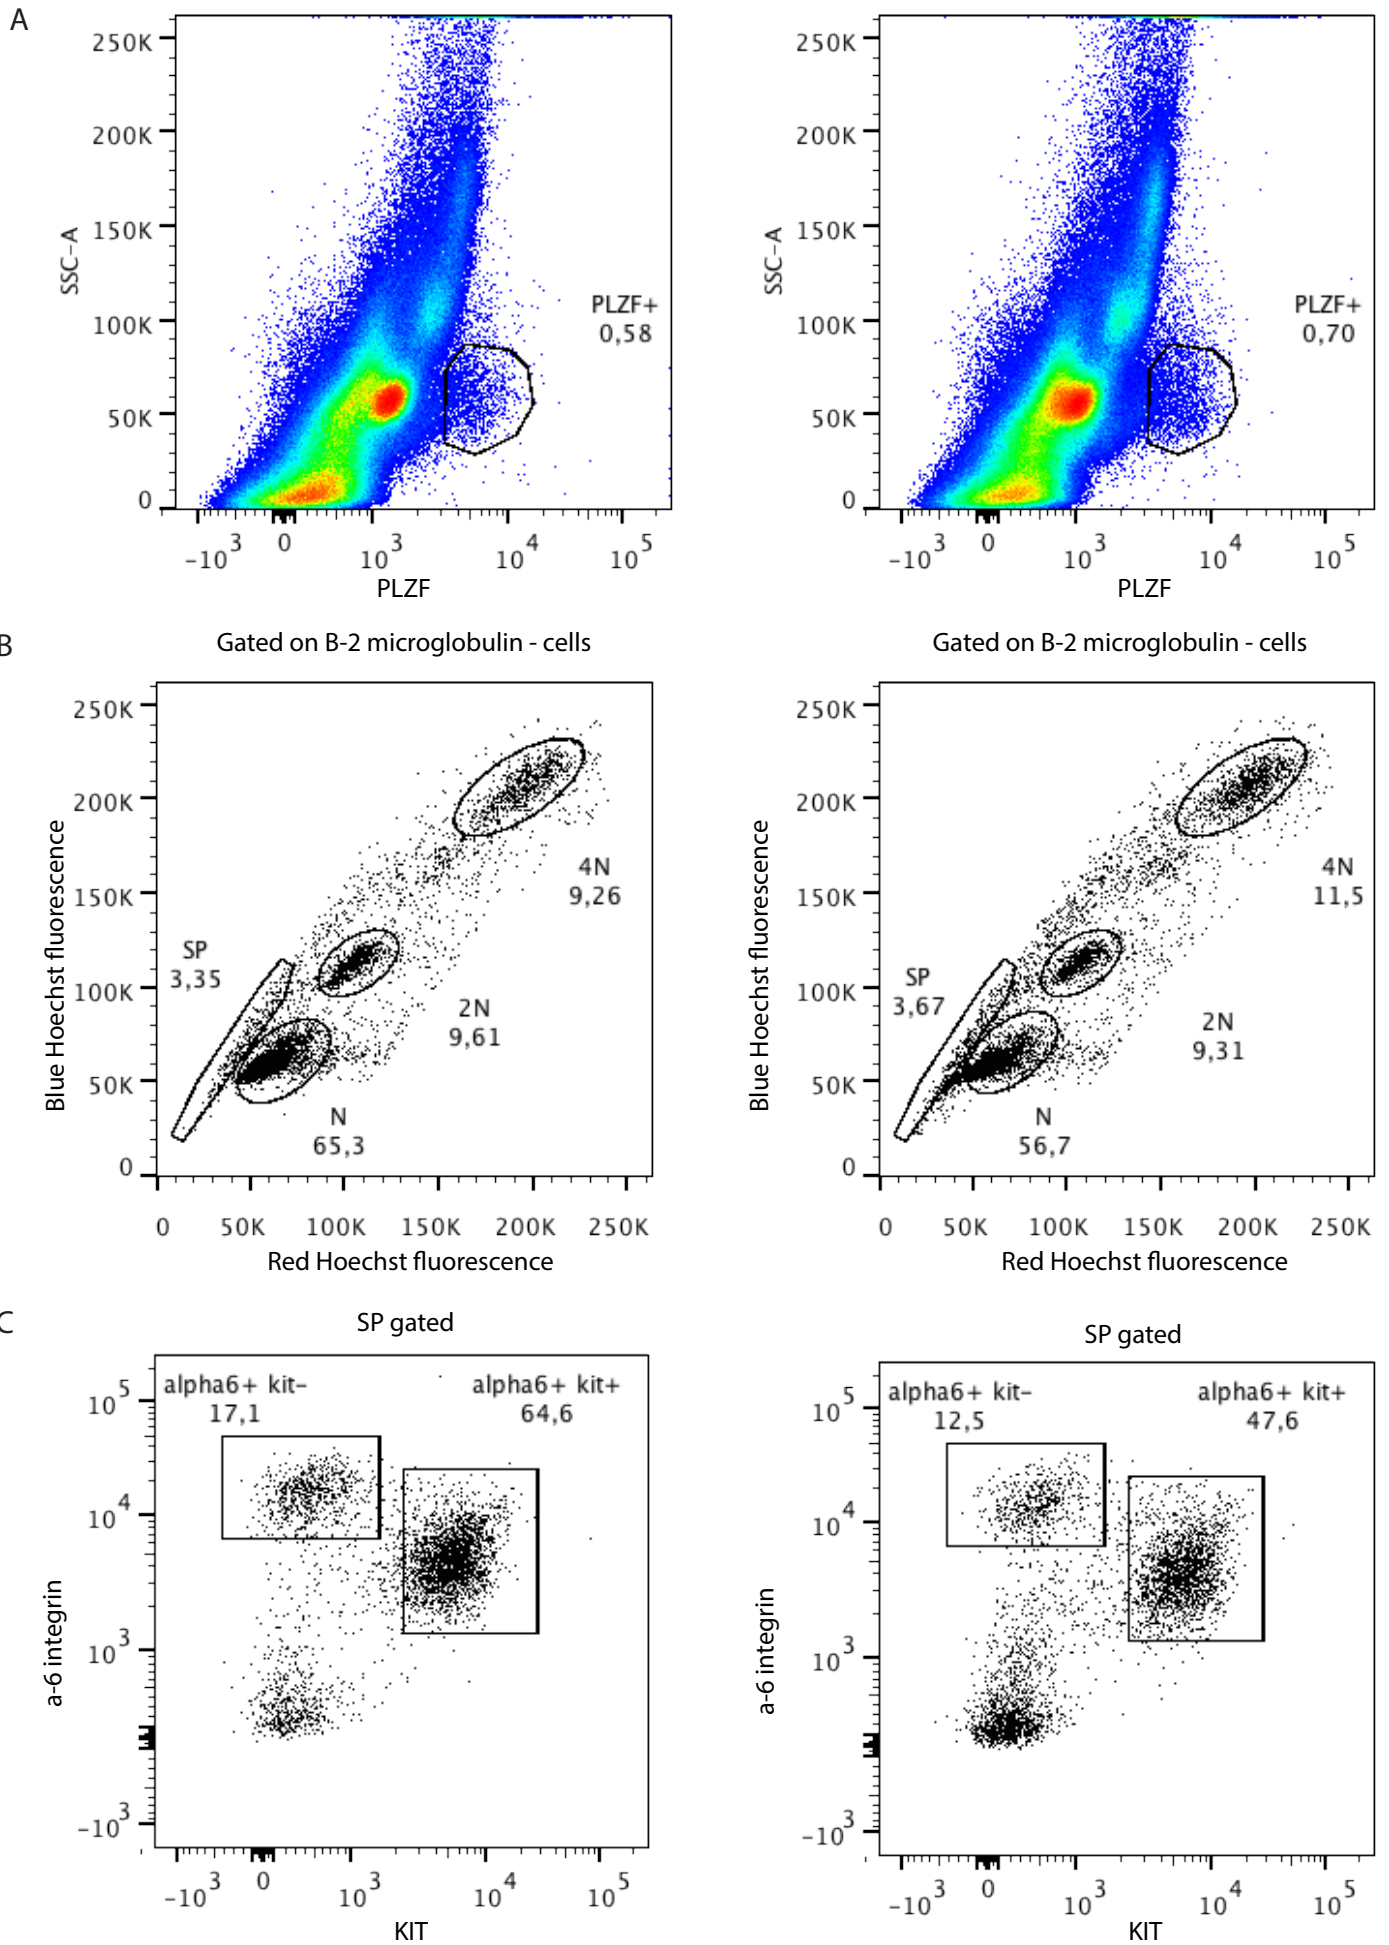 A
250K
200K
150K
100K
50K
0
SSC-A
PLZF+
0,58
-10^3 0 10^3 10^4 10^5
PLZF
250K
200K
150K
100K
50K
0
SSC-A
PLZF+
0,70
-10^3 0 10^3 10^4 10^5
PLZF
B
Gated on B-2 microglobulin - cells
250K
200K
150K
100K
50K
0
Blue Hoechst fluorescence
4N
9,26
SP
3,35
2N
9,61
N
65,3
0 50K 100K 150K 200K 250K
Red Hoechst fluorescence
Gated on B-2 microglobulin - cells
250K
200K
150K
100K
50K
0
Blue Hoechst fluorescence
4N
11,5
SP
3,67
2N
9,31
N
56,7
0 50K 100K 150K 200K 250K
Red Hoechst fluorescence
C
SP gated
alpha6+ kit-
17,1
alpha6+ kit+
64,6
10^5
10^4
10^3
-10^3
a-6 integrin
-10^3 0 10^3 10^4 10^5
KIT
SP gated
alpha6+ kit-
12,5
alpha6+ kit+
47,6
10^5
10^4
10^3
-10^3
a-6 integrin
-10^3 0 10^3 10^4 10^5
KIT